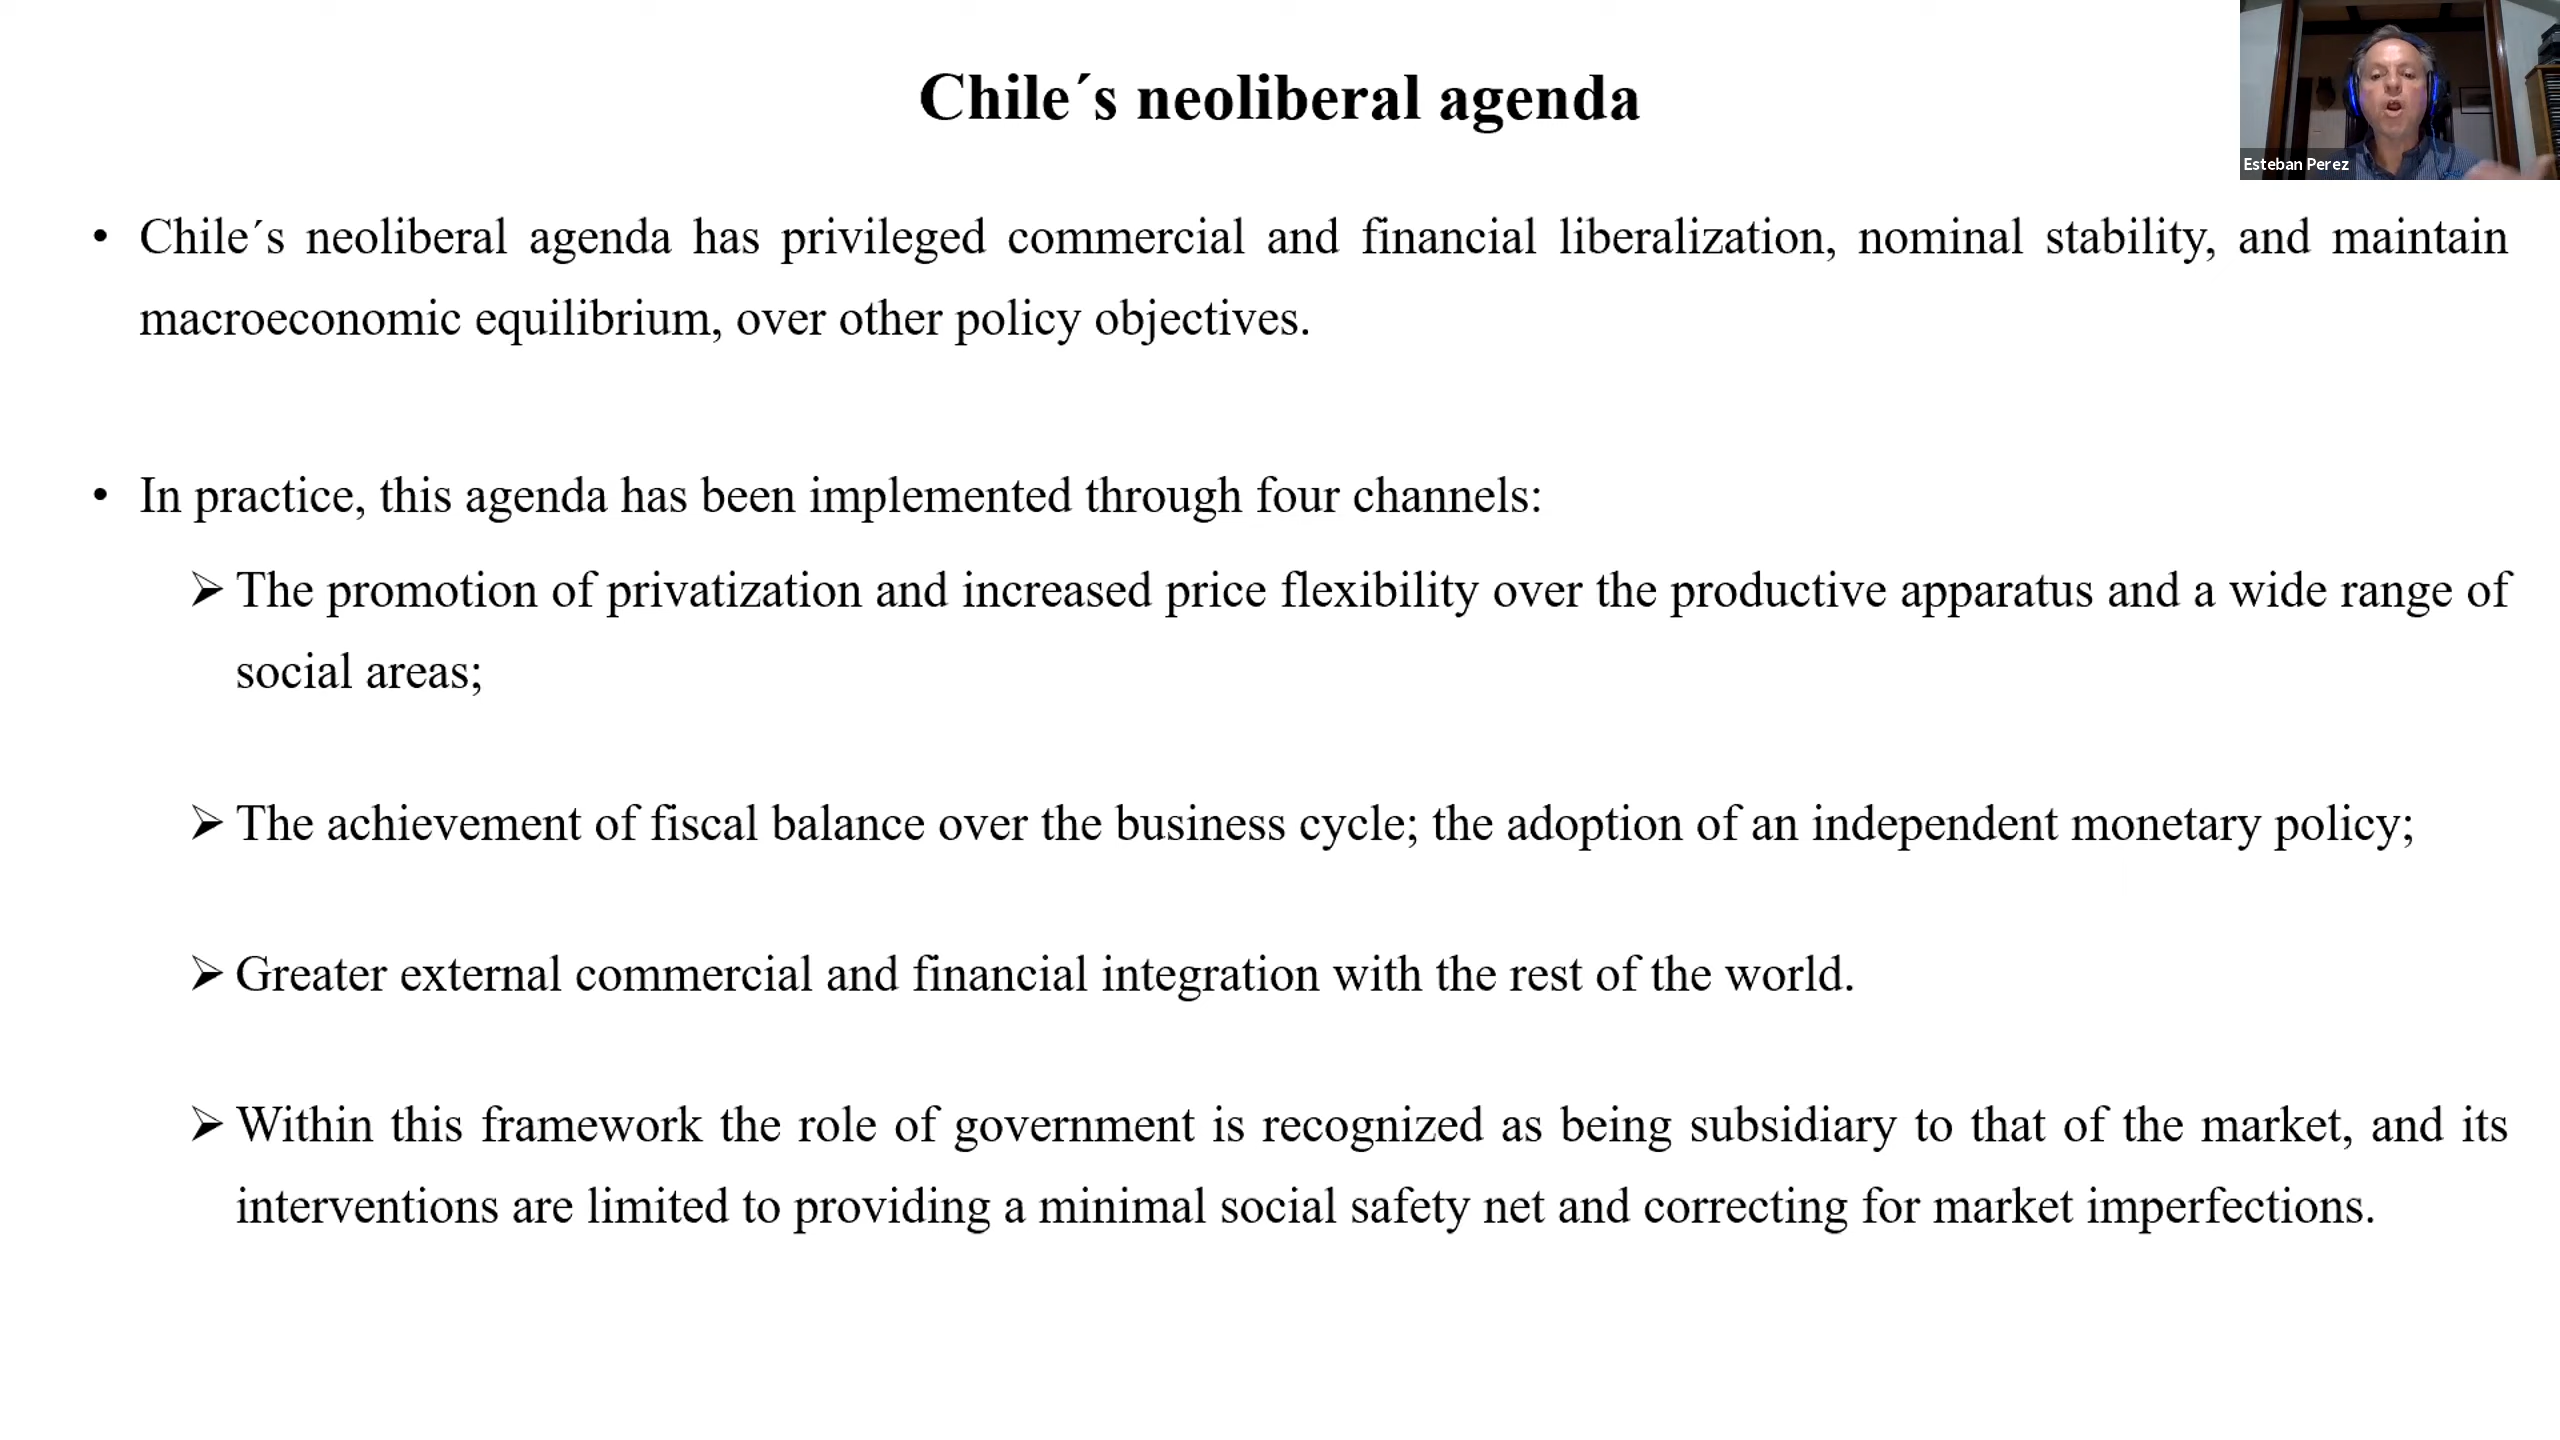 Chile´s neoliberal agenda
Esteban Perez
• Chile´s neoliberal agenda has privileged commercial and financial liberalization, nominal stability, and maintain
macroeconomic equilibrium, over other policy objectives.
• In practice, this agenda has been implemented through four channels:
➢ The promotion of privatization and increased price flexibility over the productive apparatus and a wide range of
social areas;
➢ The achievement of fiscal balance over the business cycle; the adoption of an independent monetary policy;
➢ Greater external commercial and financial integration with the rest of the world.
➢ Within this framework the role of government is recognized as being subsidiary to that of the market, and its
interventions are limited to providing a minimal social safety net and correcting for market imperfections.